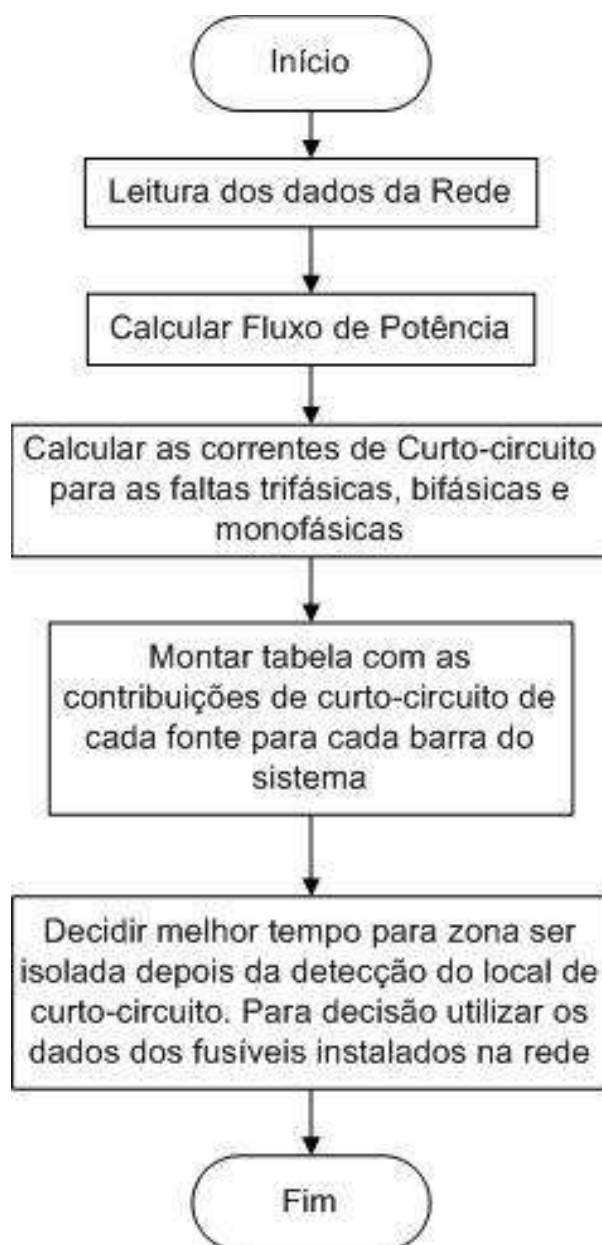 Início
Leitura dos dados da Rede
Calcular Fluxo de Potência
Calcular as correntes de Curto-circuito
para as faltas trifásicas, bifásicas e
monofásicas
Montar tabela com as
contribuições de curto-circuito de
cada fonte para cada barra do
sistema
Decidir melhor tempo para zona ser
isolada depois da detecção do local de
curto-circuito. Para decisão utilizar os
dados dos fusíveis instalados na rede
Fim